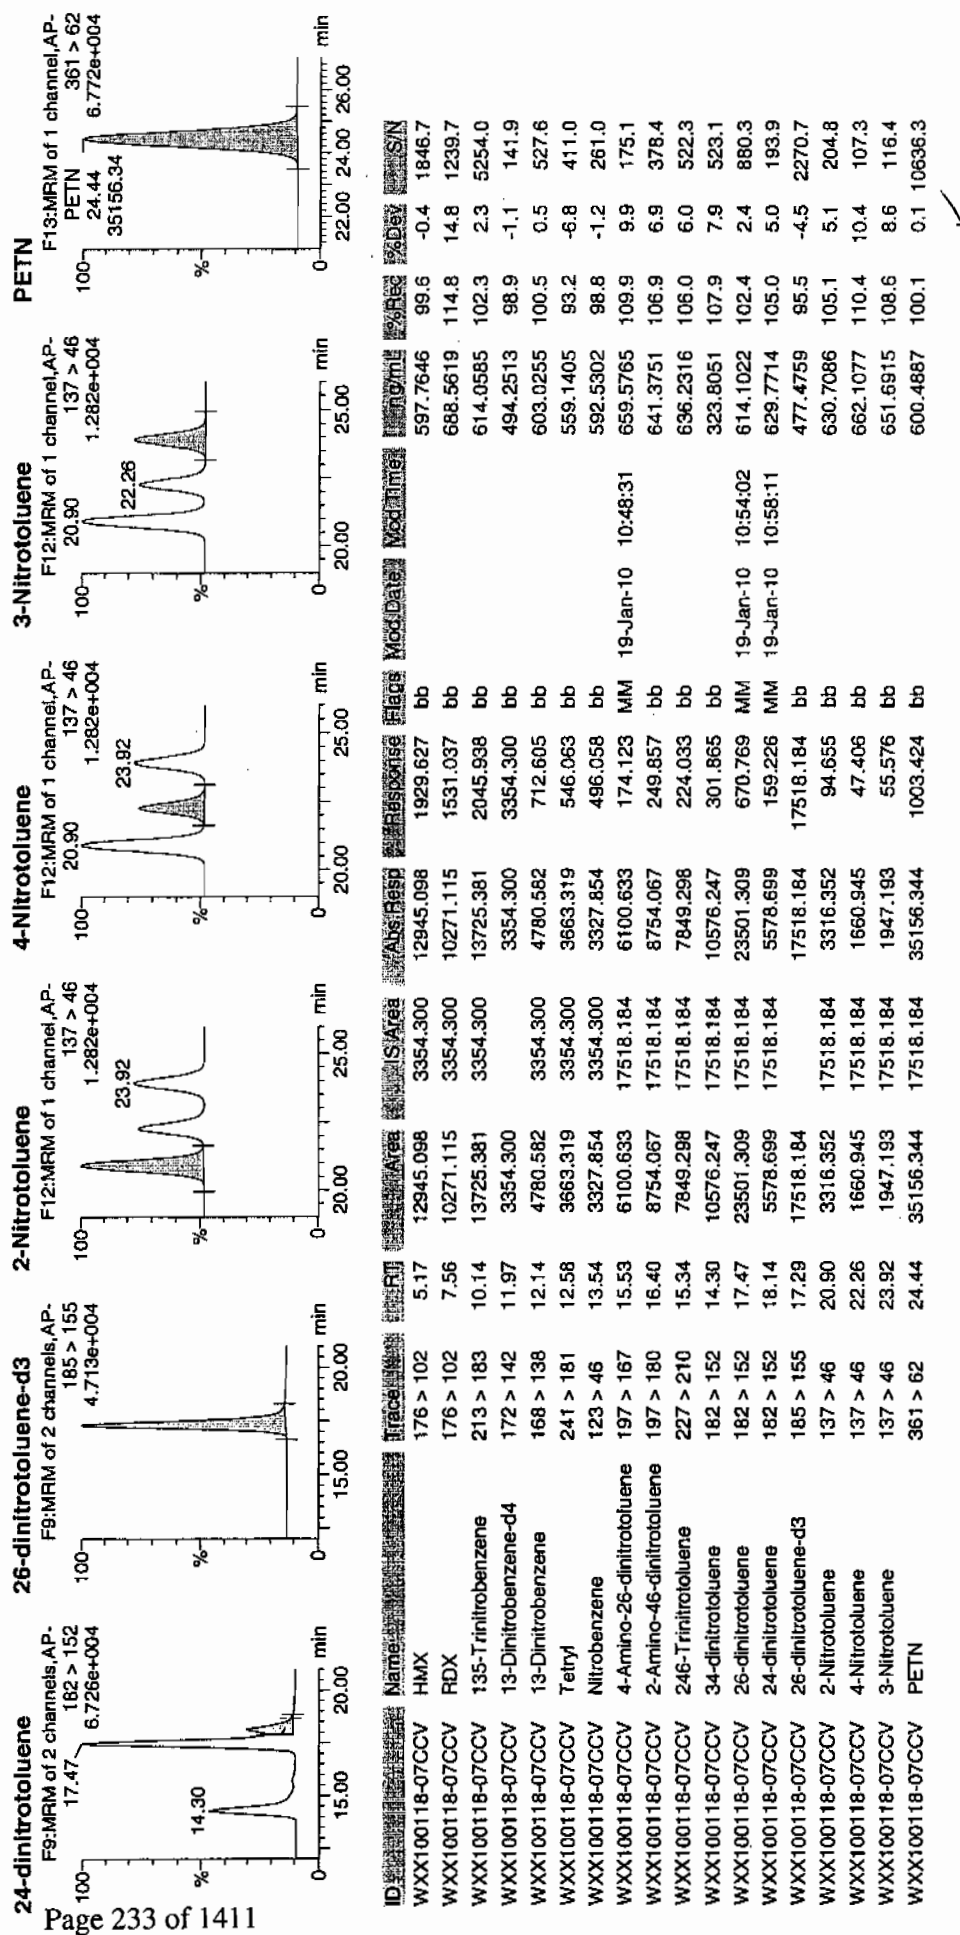 24-dinitrotoluene
F9:MRM of 2 channels,AP-
182 > 152
6.726e+004
100
17.47
14.30
%
0
15.00 20.00 min
26-dinitrotoluene-d3
F9:MRM of 2 channels,AP-
185 > 155
4.713e+004
100
%
0
15.00 20.00 min
2-Nitrotoluene
F12:MRM of 1 channel,AP-
137 > 46
1.282e+004
100
23.92
%
0
20.00 25.00 min
4-Nitrotoluene
F12:MRM of 1 channel,AP-
137 > 46
1.282e+004
100
20.90
23.92
%
0
20.00 25.00 min
3-Nitrotoluene
F12:MRM of 1 channel,AP-
137 > 46
1.282e+004
100
20.90
22.26
%
0
20.00 25.00 min
PETN
F13:MRM of 1 channel,AP-
361 > 62
6.772e+004
100
PETN
24.44
35156.34
%
0
22.00 24.00 26.00 min
ID Name Trace RT Area IS Area Abs.Resp Response Flags Mod.Date Mod.Time ng/mL %Rec %Dev S/N
WXX100118-07CCV HMX 176 > 102 5.17 12945.098 3354.300 12945.098 1929.627 bb 597.7646 99.6 -0.4 1846.7
WXX100118-07CCV RDX 176 > 102 7.56 10271.115 3354.300 10271.115 1531.037 bb 688.5619 114.8 14.8 1239.7
WXX100118-07CCV 135-Trinitrobenzene 213 > 183 10.14 13725.381 3354.300 13725.381 2045.938 bb 614.0585 102.3 2.3 5254.0
WXX100118-07CCV 13-Dinitrobenzene-d4 172 > 142 11.97 3354.300 3354.300 3354.300 bb 494.2513 98.9 -1.1 141.9
WXX100118-07CCV 13-Dinitrobenzene 168 > 138 12.14 4780.582 3354.300 4780.582 712.605 bb 603.0255 100.5 0.5 527.6
WXX100118-07CCV Tetryl 241 > 181 12.58 3663.319 3354.300 3663.319 546.063 bb 559.1405 93.2 -6.8 411.0
WXX100118-07CCV Nitrobenzene 123 > 46 13.54 3327.854 3354.300 3327.854 496.058 bb 592.5302 98.8 -1.2 261.0
WXX100118-07CCV 4-Amino-26-dinitrotoluene 197 > 167 15.53 6100.633 17518.184 6100.633 174.123 MM 19-Jan-10 10:48:31 659.5765 109.9 9.9 175.1
WXX100118-07CCV 2-Amino-46-dinitrotoluene 197 > 180 16.40 8754.067 17518.184 8754.067 249.857 bb 641.3751 106.9 6.9 378.4
WXX100118-07CCV 246-Trinitrotoluene 227 > 210 15.34 7849.298 17518.184 7849.298 224.033 bb 636.2316 106.0 6.0 522.3
WXX100118-07CCV 34-dinitrotoluene 182 > 152 14.30 10576.247 17518.184 10576.247 301.865 bb 323.8051 107.9 7.9 523.1
WXX100118-07CCV 26-dinitrotoluene 182 > 152 17.47 23501.309 17518.184 23501.309 670.769 MM 19-Jan-10 10:54:02 614.1022 102.4 2.4 880.3
WXX100118-07CCV 24-dinitrotoluene 182 > 152 18.14 5578.699 17518.184 5578.699 159.226 MM 19-Jan-10 10:58:11 629.7714 105.0 5.0 193.9
WXX100118-07CCV 26-dinitrotoluene-d3 185 > 155 17.29 17518.184 17518.184 17518.184 bb 477.4759 95.5 -4.5 2270.7
WXX100118-07CCV 2-Nitrotoluene 137 > 46 20.90 3316.352 17518.184 3316.352 94.655 bb 630.7086 105.1 5.1 204.8
WXX100118-07CCV 4-Nitrotoluene 137 > 46 22.26 1660.945 17518.184 1660.945 47.406 bb 662.1077 110.4 10.4 107.3
WXX100118-07CCV 3-Nitrotoluene 137 > 46 23.92 1947.193 17518.184 1947.193 555.576 bb 651.6915 108.6 8.6 116.4
WXX100118-07CCV PETN 361 > 62 24.44 35156.344 17518.184 35156.344 1003.424 bb 600.4887 100.1 0.1 10636.3
Page 233 of 1411